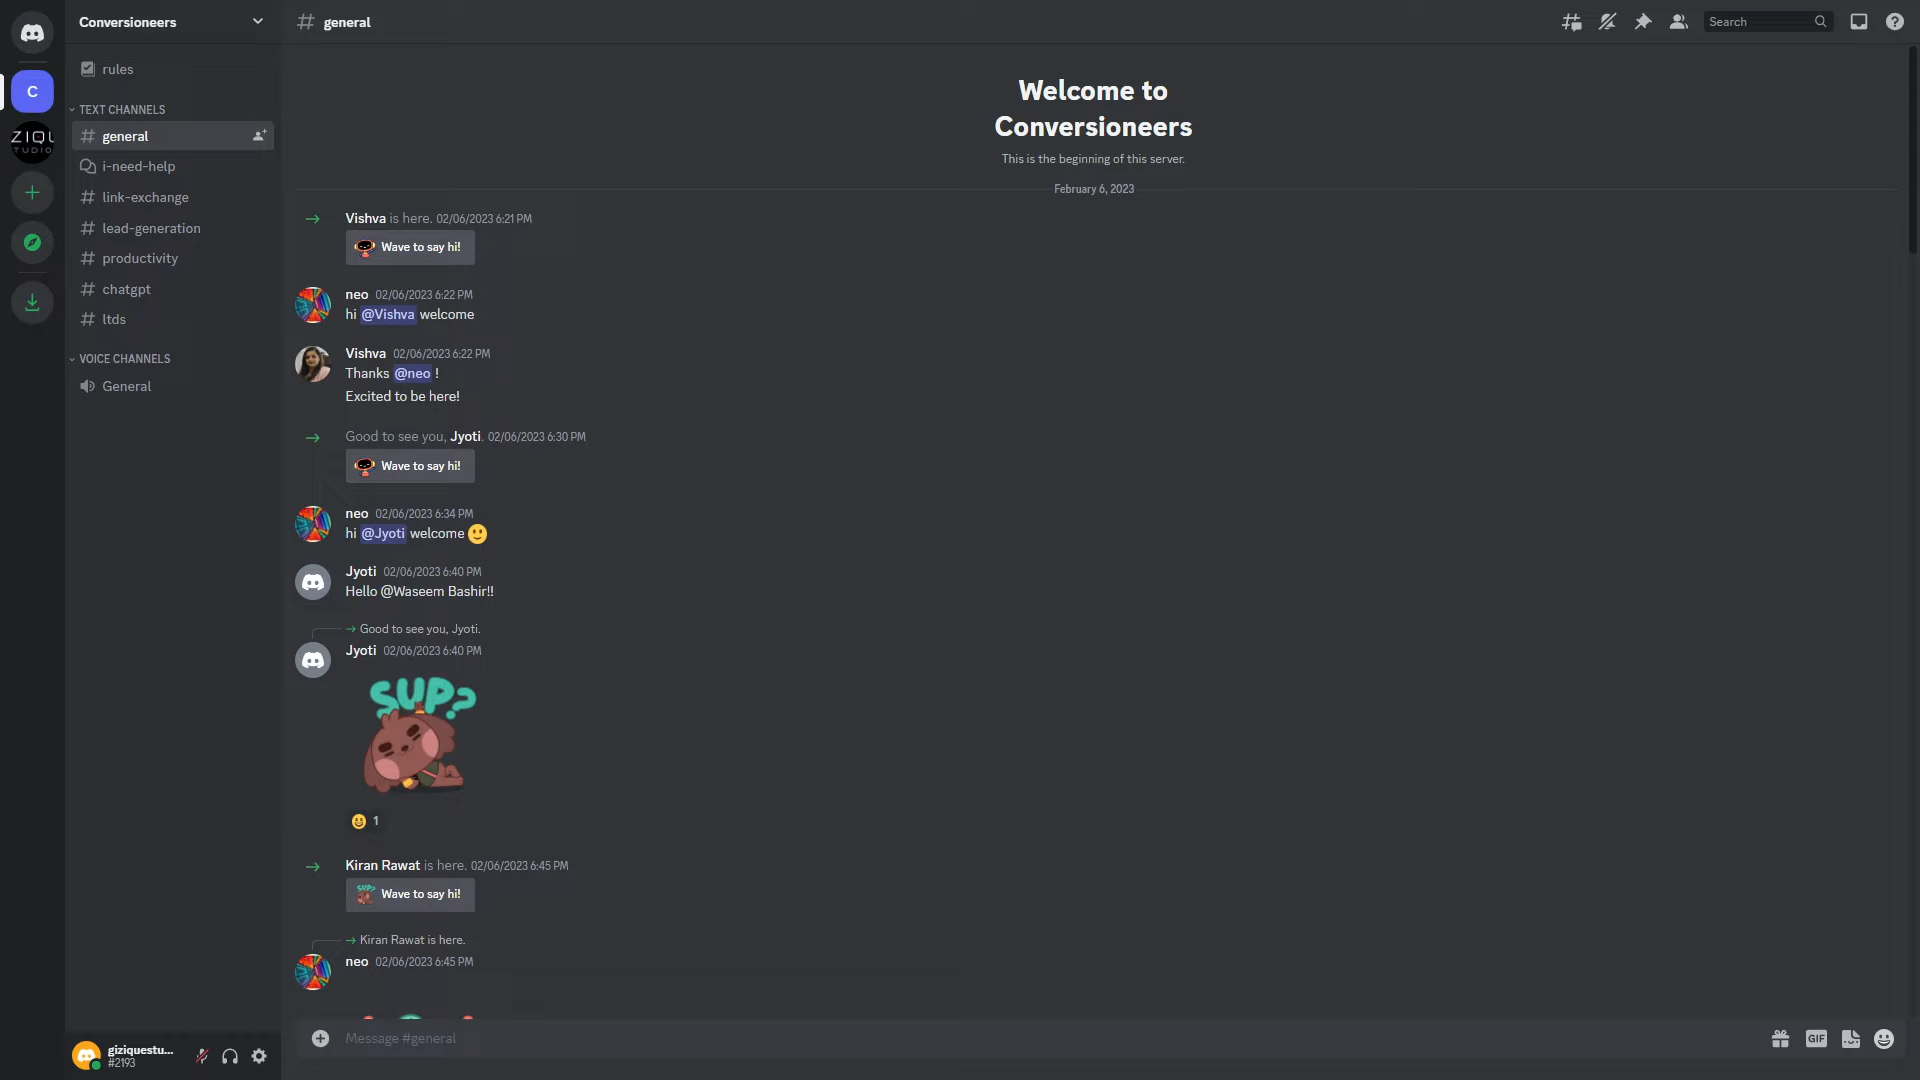 Conversioneers
rules
TEXT CHANNELS
general
i-need-help
link-exchange
lead-generation
productivity
chatgpt
ltds
VOICE CHANNELS
General
C
ZIQU
TUDIO
giziquestu...
#2193
general
Search
Welcome to
Conversioneers
This is the beginning of this server.
February 6, 2023
Vishva is here. 02/06/2023 6:21 PM
Wave to say hi!
neo 02/06/2023 6:22 PM
hi @Vishva welcome
Vishva 02/06/2023 6:22 PM
Thanks @neo !
Excited to be here!
Good to see you, Jyoti. 02/06/2023 6:30 PM
Wave to say hi!
neo 02/06/2023 6:34 PM
hi @Jyoti welcome 🙂
Jyoti 02/06/2023 6:40 PM
Hello @Waseem Bashir!!
Good to see you, Jyoti.
Jyoti 02/06/2023 6:40 PM
SUP?
1
Kiran Rawat is here. 02/06/2023 6:45 PM
SUP?
Wave to say hi!
Kiran Rawat is here.
neo 02/06/2023 6:45 PM
Message #general
GIF